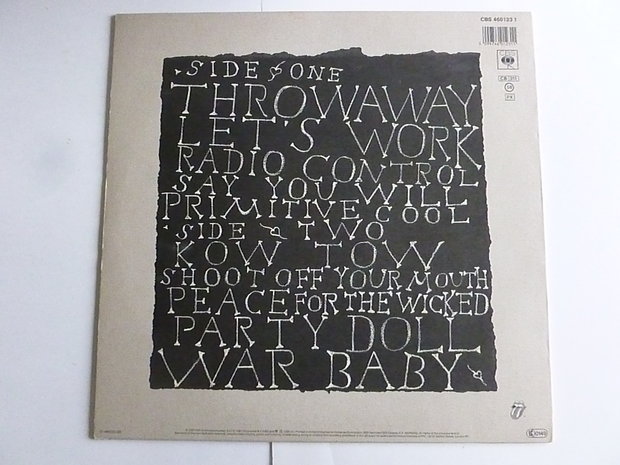 CBS 460123 1
CBS
SIDE ONE
THROWAWAY
LET'S WORK
RADIO CONTROL
SAY YOU WILL
PRIMITIVE COOL
SIDE TWO
KOW TOW
SHOOT OFF YOUR MOUTH
PEACE FOR THE WICKED
PARTY DOLL
WAR BABY